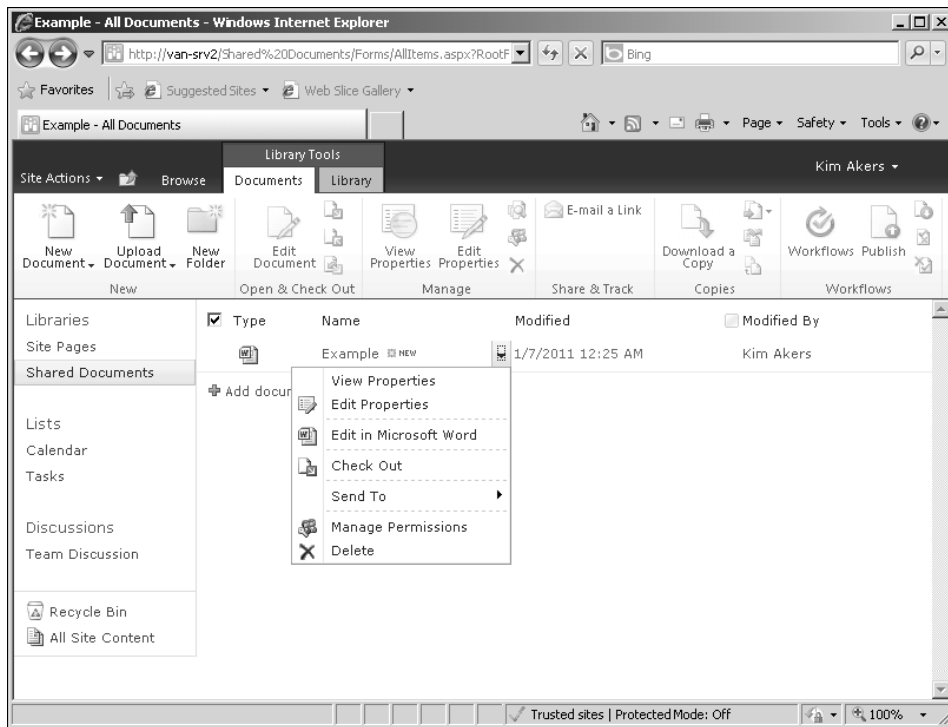 Example - All Documents - Windows Internet Explorer
http://van-srv2/Shared%20Documents/Forms/AllItems.aspx?RootF
Bing
Favorites
Suggested Sites
Web Slice Gallery
Example - All Documents
Page
Safety
Tools
Library Tools
Kim Akers
Site Actions
Browse
Documents
Library
New Document
Upload Document
New Folder
Edit Document
View Properties
Edit Properties
E-mail a Link
Download a Copy
Workflows
Publish
New
Open & Check Out
Manage
Share & Track
Copies
Workflows
Libraries
Site Pages
Shared Documents
Lists
Calendar
Tasks
Discussions
Team Discussion
Recycle Bin
All Site Content
Type
Name
Modified
Modified By
Example
NEW
1/7/2011 12:25 AM
Kim Akers
Add docum
View Properties
Edit Properties
Edit in Microsoft Word
Check Out
Send To
Manage Permissions
Delete
Trusted sites | Protected Mode: Off
100%